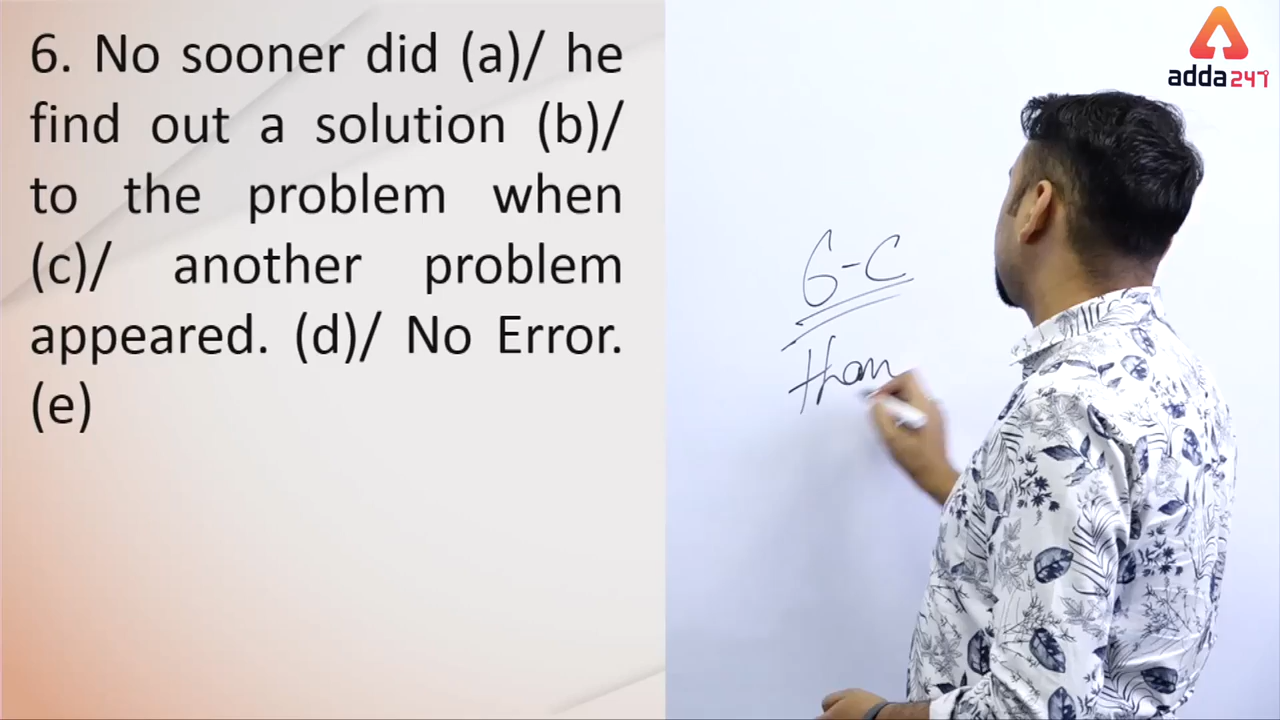 6. No sooner did (a)/ he
find out a solution (b)/
to the problem when
(c)/ another problem
appeared. (d)/ No Error.
(e)
adda247
6-C
than